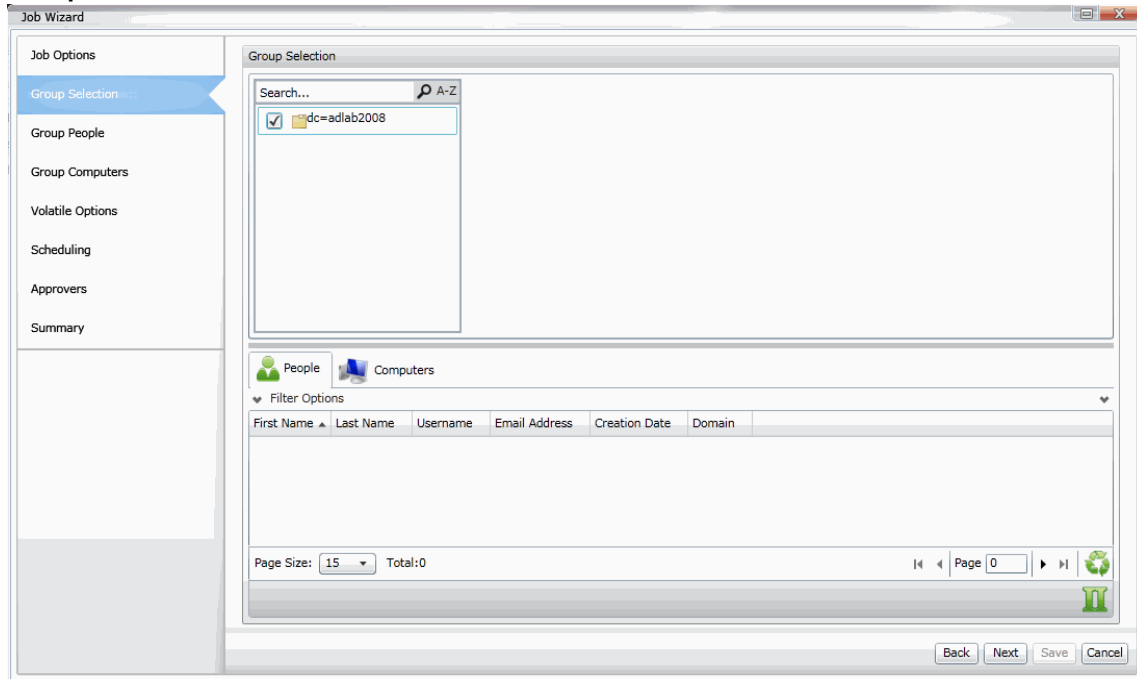 Job Wizard
Job Options
Group Selection
Group People
Group Computers
Volatile Options
Scheduling
Approvers
Summary
Group Selection
Search... A-Z
dc=adlab2008
People Computers
Filter Options
First Name Last Name Username Email Address Creation Date Domain
Page Size: 15 Total:0 Page 0
Back Next Save Cancel